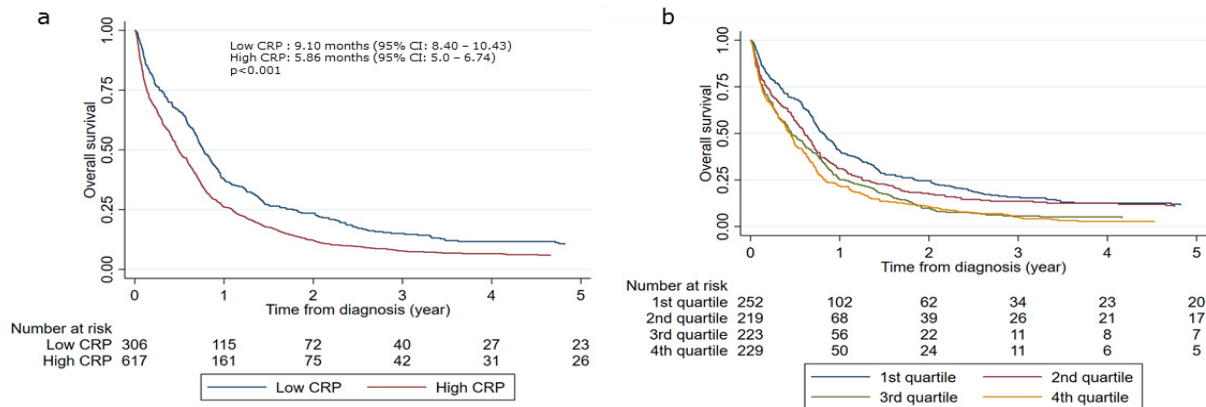 a
Low CRP : 9.10 months (95% CI: 8.40 – 10.43)
High CRP: 5.86 months (95% CI: 5.0 – 6.74)
p<0.001
Overall survival
1.00
0.75
0.50
0.25
0.00
0 1 2 3 4 5
Time from diagnosis (year)
Number at risk
Low CRP 306 115 72 40 27 23
High CRP 617 161 75 42 31 26
Low CRP High CRP
b
Overall survival
1.00
0.75
0.50
0.25
0.00
0 1 2 3 4 5
Time from diagnosis (year)
Number at risk
1st quartile 252 102 62 34 23 20
2nd quartile 219 68 39 26 21 17
3rd quartile 223 56 22 11 8 7
4th quartile 229 50 24 11 6 5
1st quartile 2nd quartile
3rd quartile 4th quartile